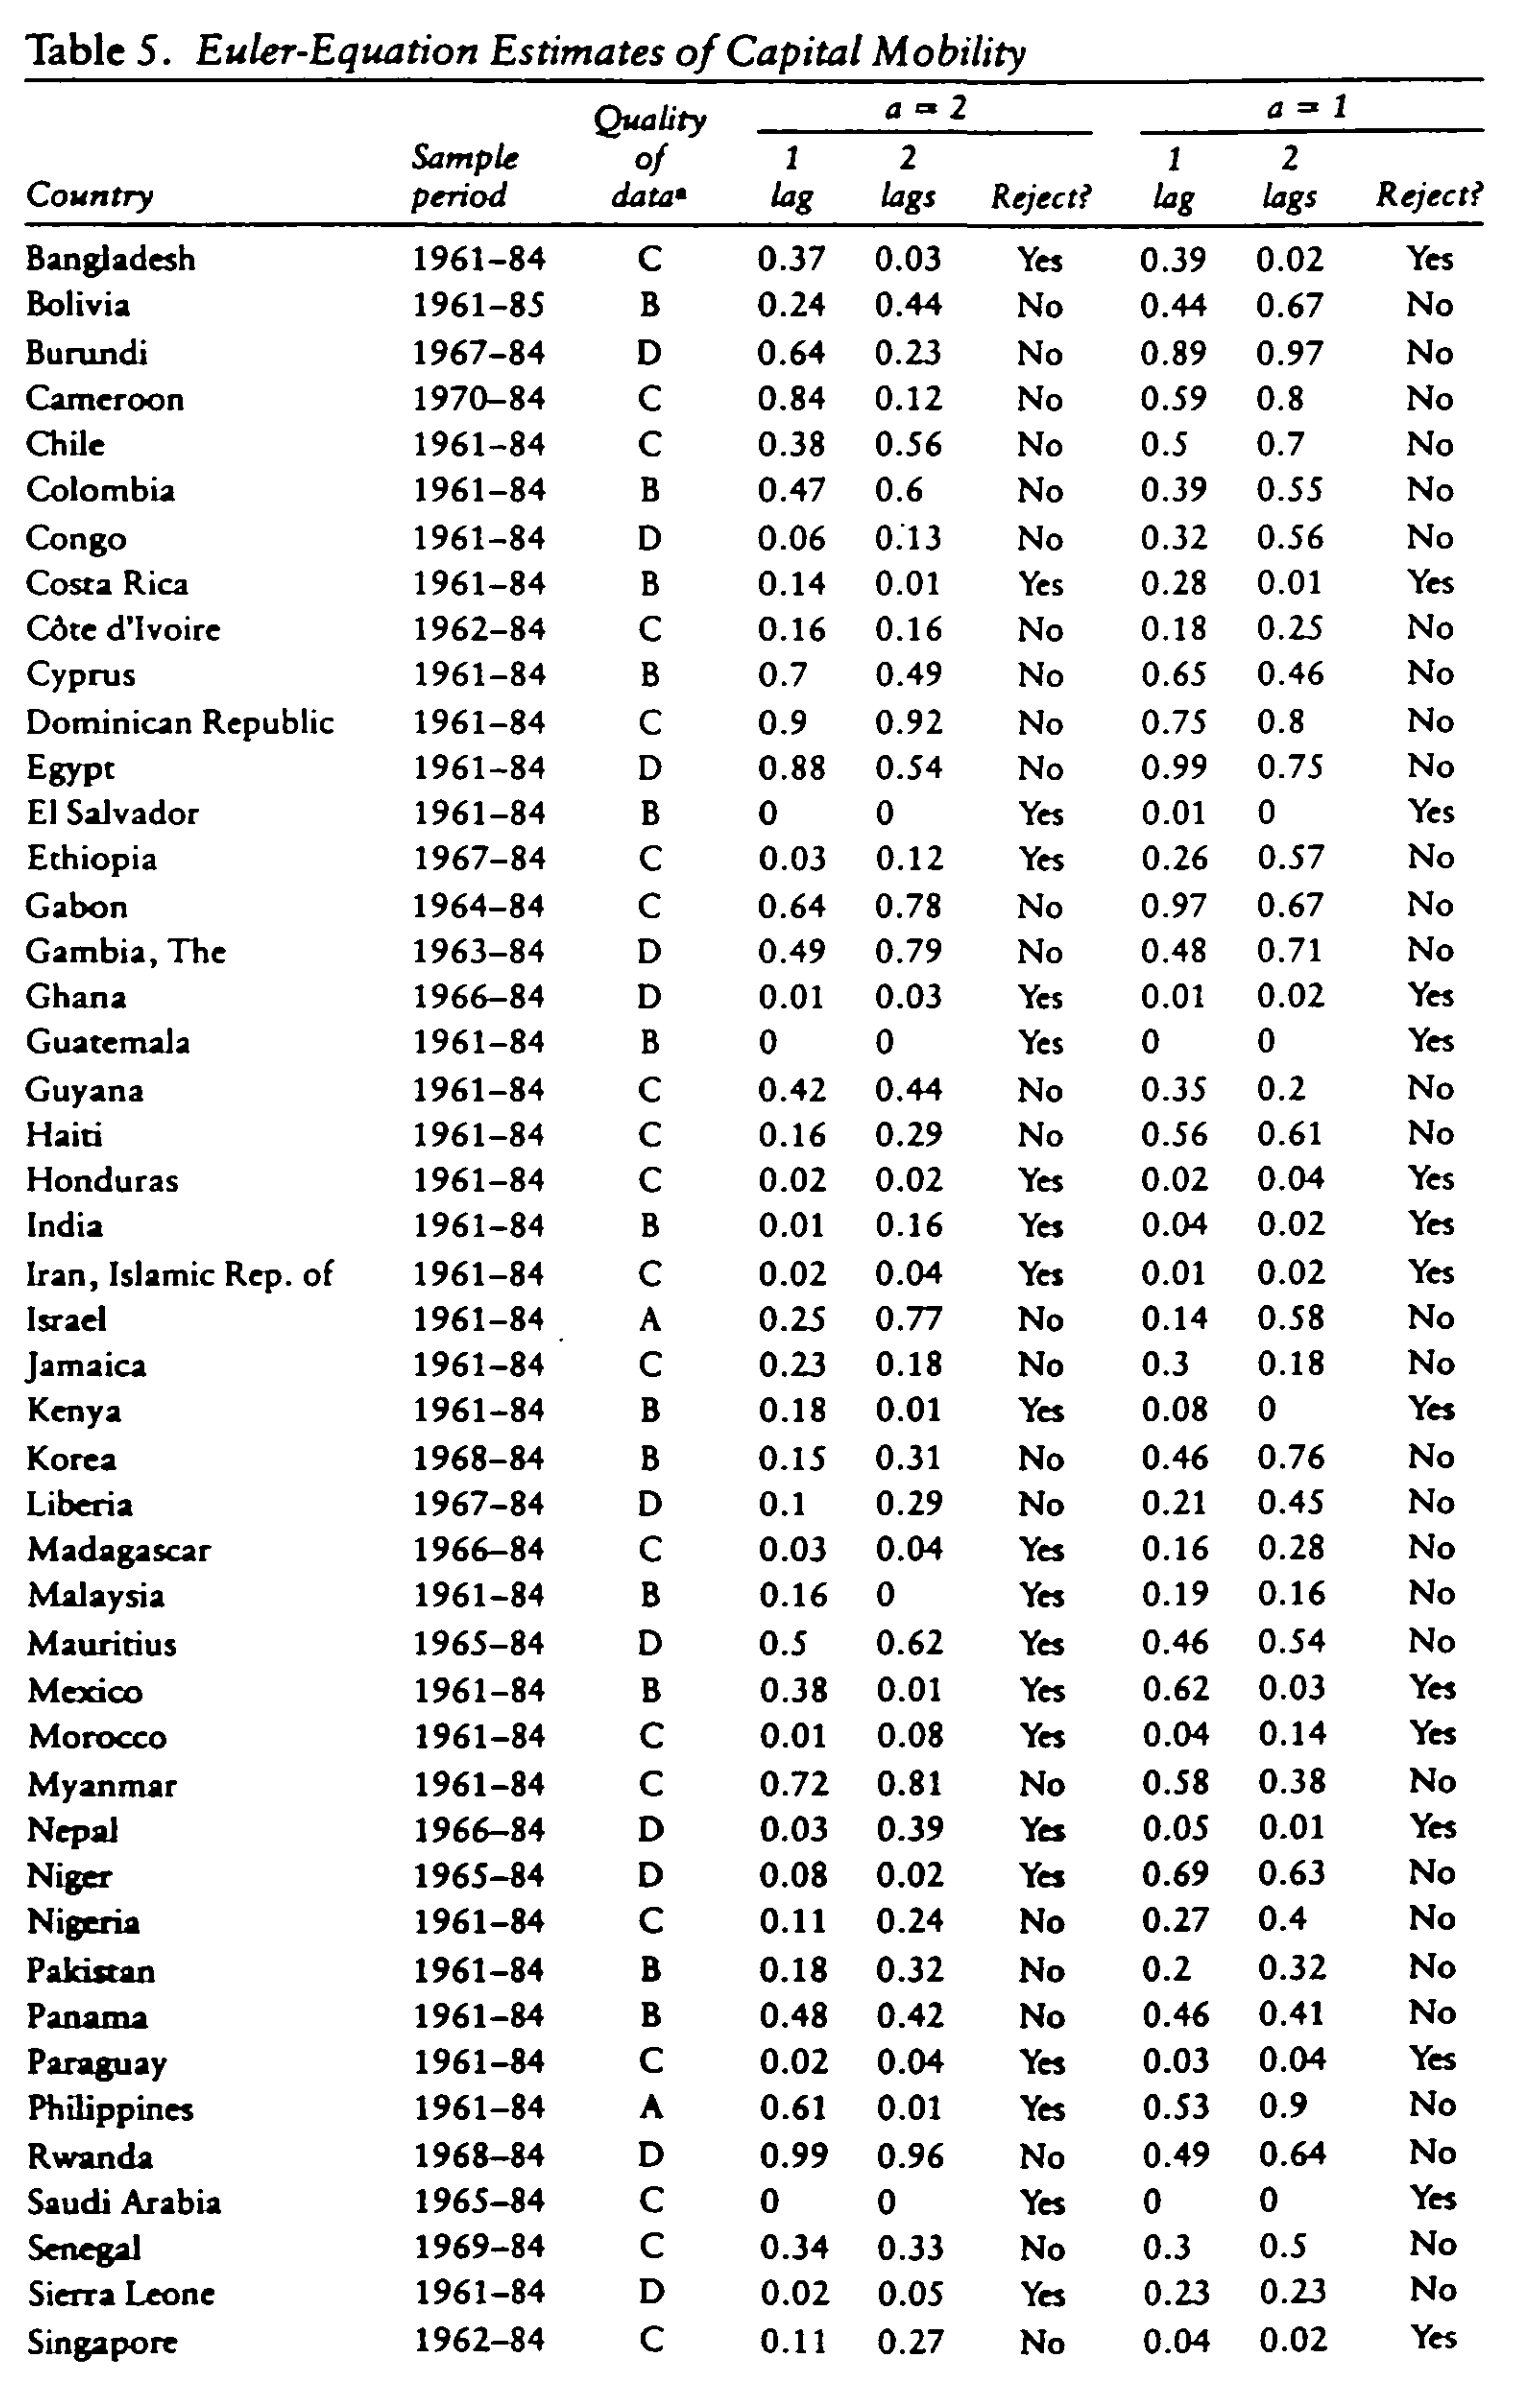 Table 5. Euler-Equation Estimates of Capital Mobility
Quality a = 2 a = 1
Sample of 1 2 1 2
Country period dataª lag lags Reject? lag lags Reject?
Bangladesh 1961–84 C 0.37 0.03 Yes 0.39 0.02 Yes
Bolivia 1961–85 B 0.24 0.44 No 0.44 0.67 No
Burundi 1967–84 D 0.64 0.23 No 0.89 0.97 No
Cameroon 1970–84 C 0.84 0.12 No 0.59 0.8 No
Chile 1961–84 C 0.38 0.56 No 0.5 0.7 No
Colombia 1961–84 B 0.47 0.6 No 0.39 0.55 No
Congo 1961–84 D 0.06 0.13 No 0.32 0.56 No
Costa Rica 1961–84 B 0.14 0.01 Yes 0.28 0.01 Yes
Côte d'Ivoire 1962–84 C 0.16 0.16 No 0.18 0.25 No
Cyprus 1961–84 B 0.7 0.49 No 0.65 0.46 No
Dominican Republic 1961–84 C 0.9 0.92 No 0.75 0.8 No
Egypt 1961–84 D 0.88 0.54 No 0.99 0.75 No
El Salvador 1961–84 B 0 0 Yes 0.01 0 Yes
Ethiopia 1967–84 C 0.03 0.12 Yes 0.26 0.57 No
Gabon 1964–84 C 0.64 0.78 No 0.97 0.67 No
Gambia, The 1963–84 D 0.49 0.79 No 0.48 0.71 No
Ghana 1966–84 D 0.01 0.03 Yes 0.01 0.02 Yes
Guatemala 1961–84 B 0 0 Yes 0 0 Yes
Guyana 1961–84 C 0.42 0.44 No 0.35 0.2 No
Haiti 1961–84 C 0.16 0.29 No 0.56 0.61 No
Honduras 1961–84 C 0.02 0.02 Yes 0.02 0.04 Yes
India 1961–84 B 0.01 0.16 Yes 0.04 0.02 Yes
Iran, Islamic Rep. of 1961–84 C 0.02 0.04 Yes 0.01 0.02 Yes
Israel 1961–84 A 0.25 0.77 No 0.14 0.58 No
Jamaica 1961–84 C 0.23 0.18 No 0.3 0.18 No
Kenya 1961–84 B 0.18 0.01 Yes 0.08 0 Yes
Korea 1968–84 B 0.15 0.31 No 0.46 0.76 No
Liberia 1967–84 D 0.1 0.29 No 0.21 0.45 No
Madagascar 1966–84 C 0.03 0.04 Yes 0.16 0.28 No
Malaysia 1961–84 B 0.16 0 Yes 0.19 0.16 No
Mauritius 1965–84 D 0.5 0.62 Yes 0.46 0.54 No
Mexico 1961–84 B 0.38 0.01 Yes 0.62 0.03 Yes
Morocco 1961–84 C 0.01 0.08 Yes 0.04 0.14 Yes
Myanmar 1961–84 C 0.72 0.81 No 0.58 0.38 No
Nepal 1966–84 D 0.03 0.39 Yes 0.05 0.01 Yes
Niger 1965–84 D 0.08 0.02 Yes 0.69 0.63 No
Nigeria 1961–84 C 0.11 0.24 No 0.27 0.4 No
Pakistan 1961–84 B 0.18 0.32 No 0.2 0.32 No
Panama 1961–84 B 0.48 0.42 No 0.46 0.41 No
Paraguay 1961–84 C 0.02 0.04 Yes 0.03 0.04 Yes
Philippines 1961–84 A 0.61 0.01 Yes 0.53 0.9 No
Rwanda 1968–84 D 0.99 0.96 No 0.49 0.64 No
Saudi Arabia 1965–84 C 0 0 Yes 0 0 Yes
Senegal 1969–84 C 0.34 0.33 No 0.3 0.5 No
Sierra Leone 1961–84 D 0.02 0.05 Yes 0.23 0.23 No
Singapore 1962–84 C 0.11 0.27 No 0.04 0.02 Yes